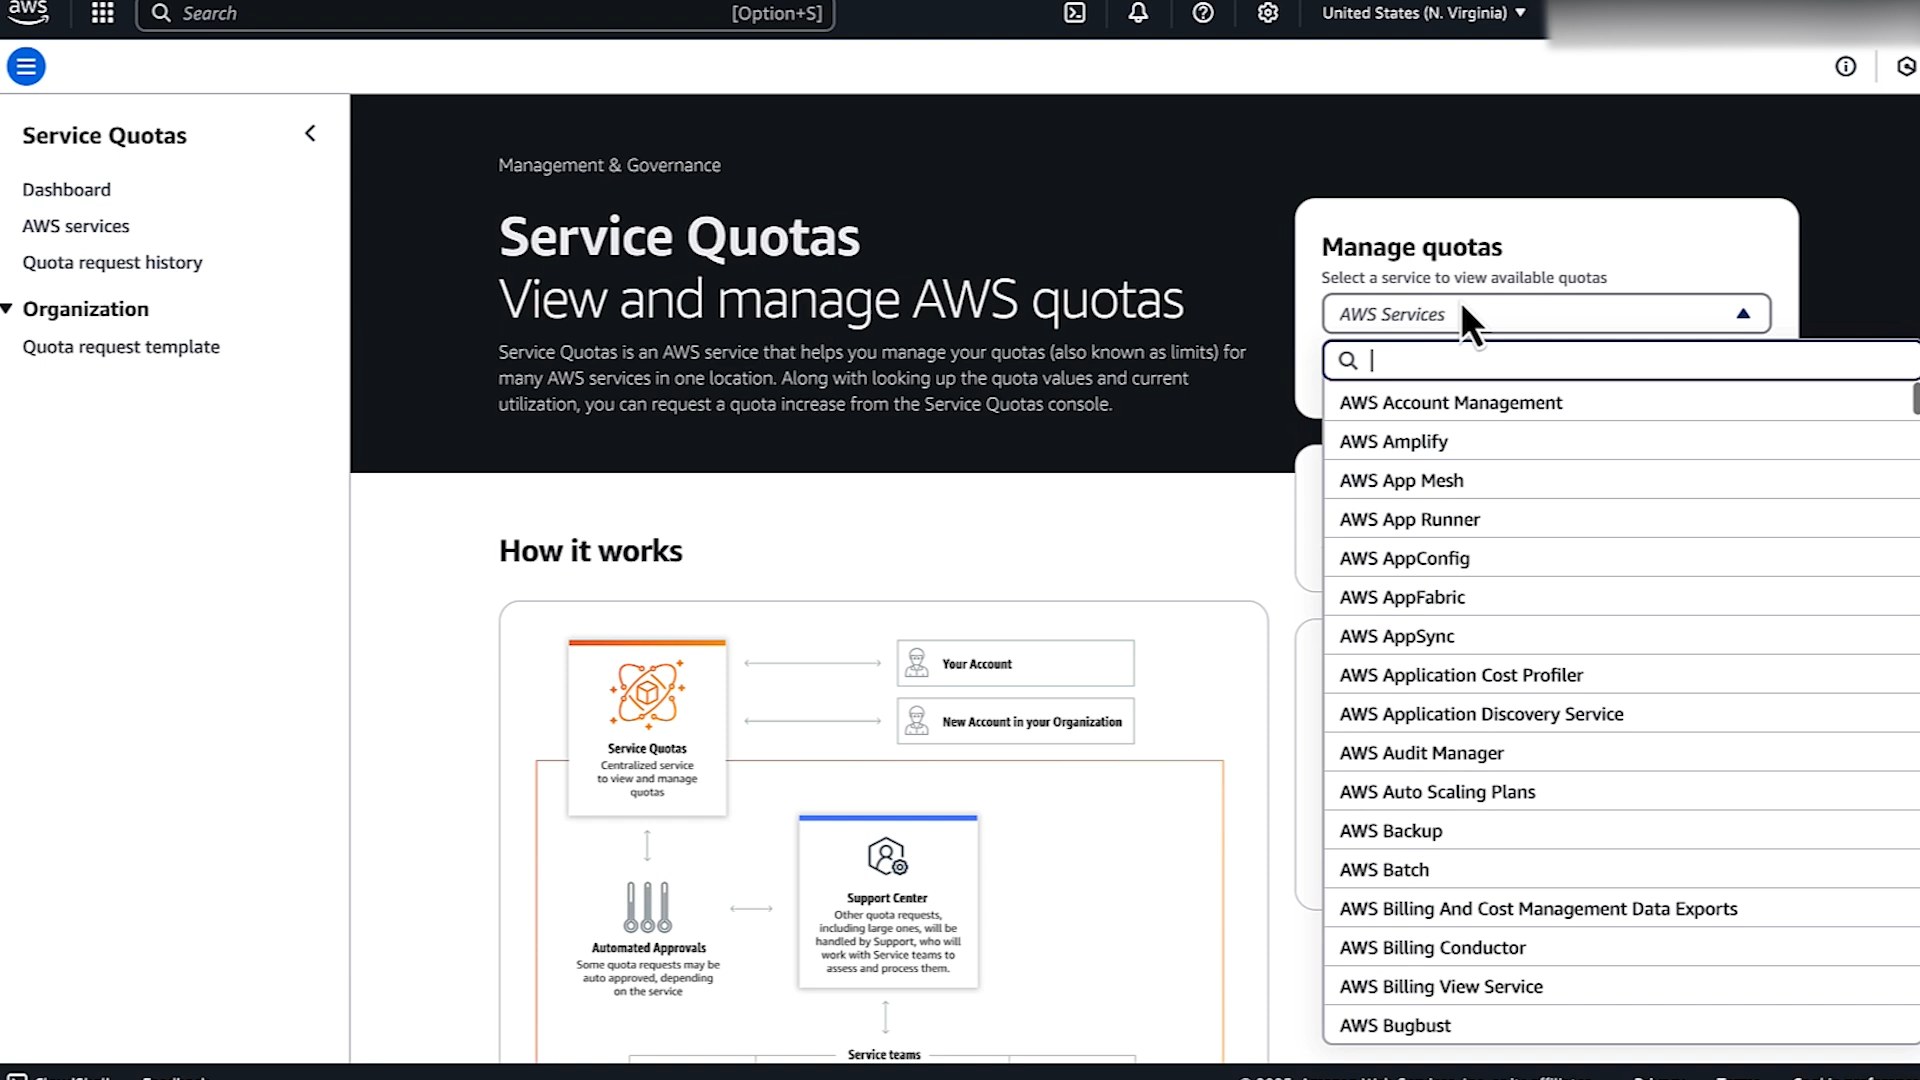 aws
Search
[Option+S]
United States (N. Virginia)
Service Quotas
Dashboard
AWS services
Quota request history
Organization
Quota request template
Management & Governance
Service Quotas
View and manage AWS quotas
Service Quotas is an AWS service that helps you manage your quotas (also known as limits) for
many AWS services in one location. Along with looking up the quota values and current
utilization, you can request a quota increase from the Service Quotas console.
Manage quotas
Select a service to view available quotas
AWS Services
AWS Account Management
AWS Amplify
AWS App Mesh
AWS App Runner
AWS AppConfig
AWS AppFabric
AWS AppSync
AWS Application Cost Profiler
AWS Application Discovery Service
AWS Audit Manager
AWS Auto Scaling Plans
AWS Backup
AWS Batch
AWS Billing And Cost Management Data Exports
AWS Billing Conductor
AWS Billing View Service
AWS Bugbust
How it works
Service Quotas
Centralized service
to view and manage
quotas
Your Account
New Account in your Organization
Automated Approvals
Some quota requests may be
auto approved, depending
on the service
Support Center
Other quota requests,
including large ones, will be
handled by Support, who will
work with Service teams to
assess and process them.
Service teams